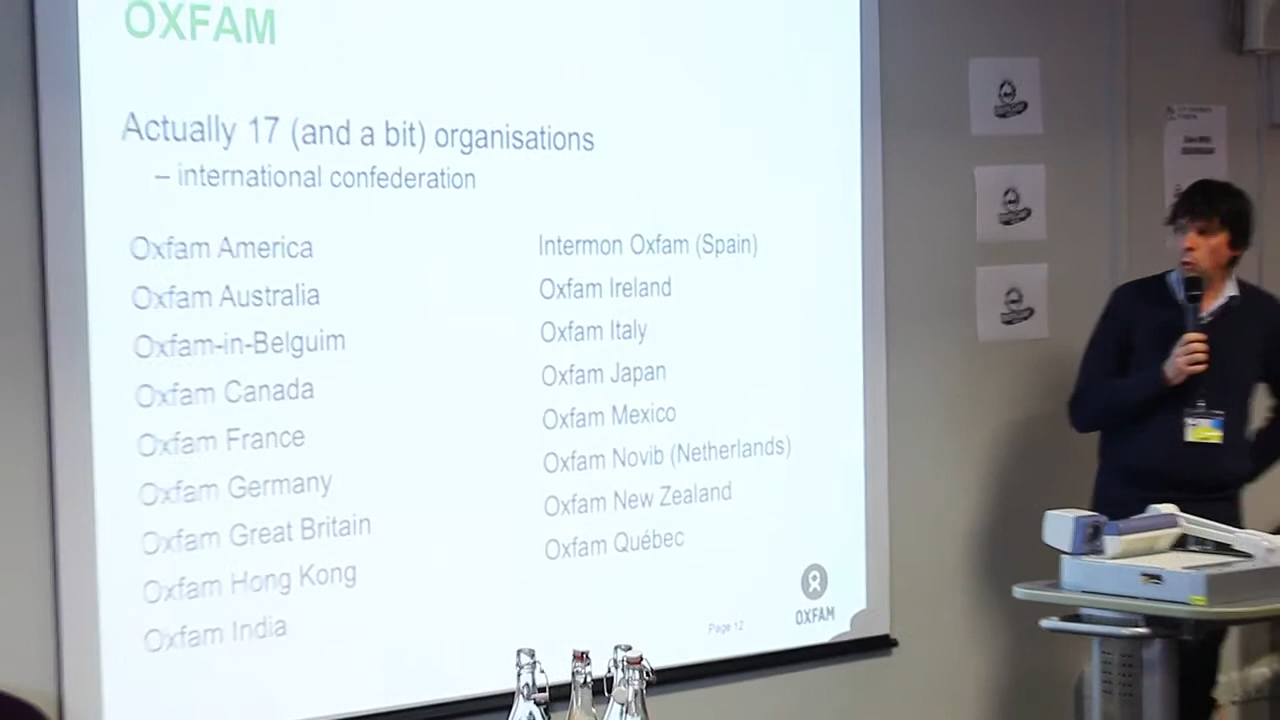 OXFAM
Actually 17 (and a bit) organisations
– international confederation
Oxfam America
Oxfam Australia
Oxfam-in-Belguim
Oxfam Canada
Oxfam France
Oxfam Germany
Oxfam Great Britain
Oxfam Hong Kong
Oxfam India
Intermon Oxfam (Spain)
Oxfam Ireland
Oxfam Italy
Oxfam Japan
Oxfam Mexico
Oxfam Novib (Netherlands)
Oxfam New Zealand
Oxfam Québec
Page 12
OXFAM